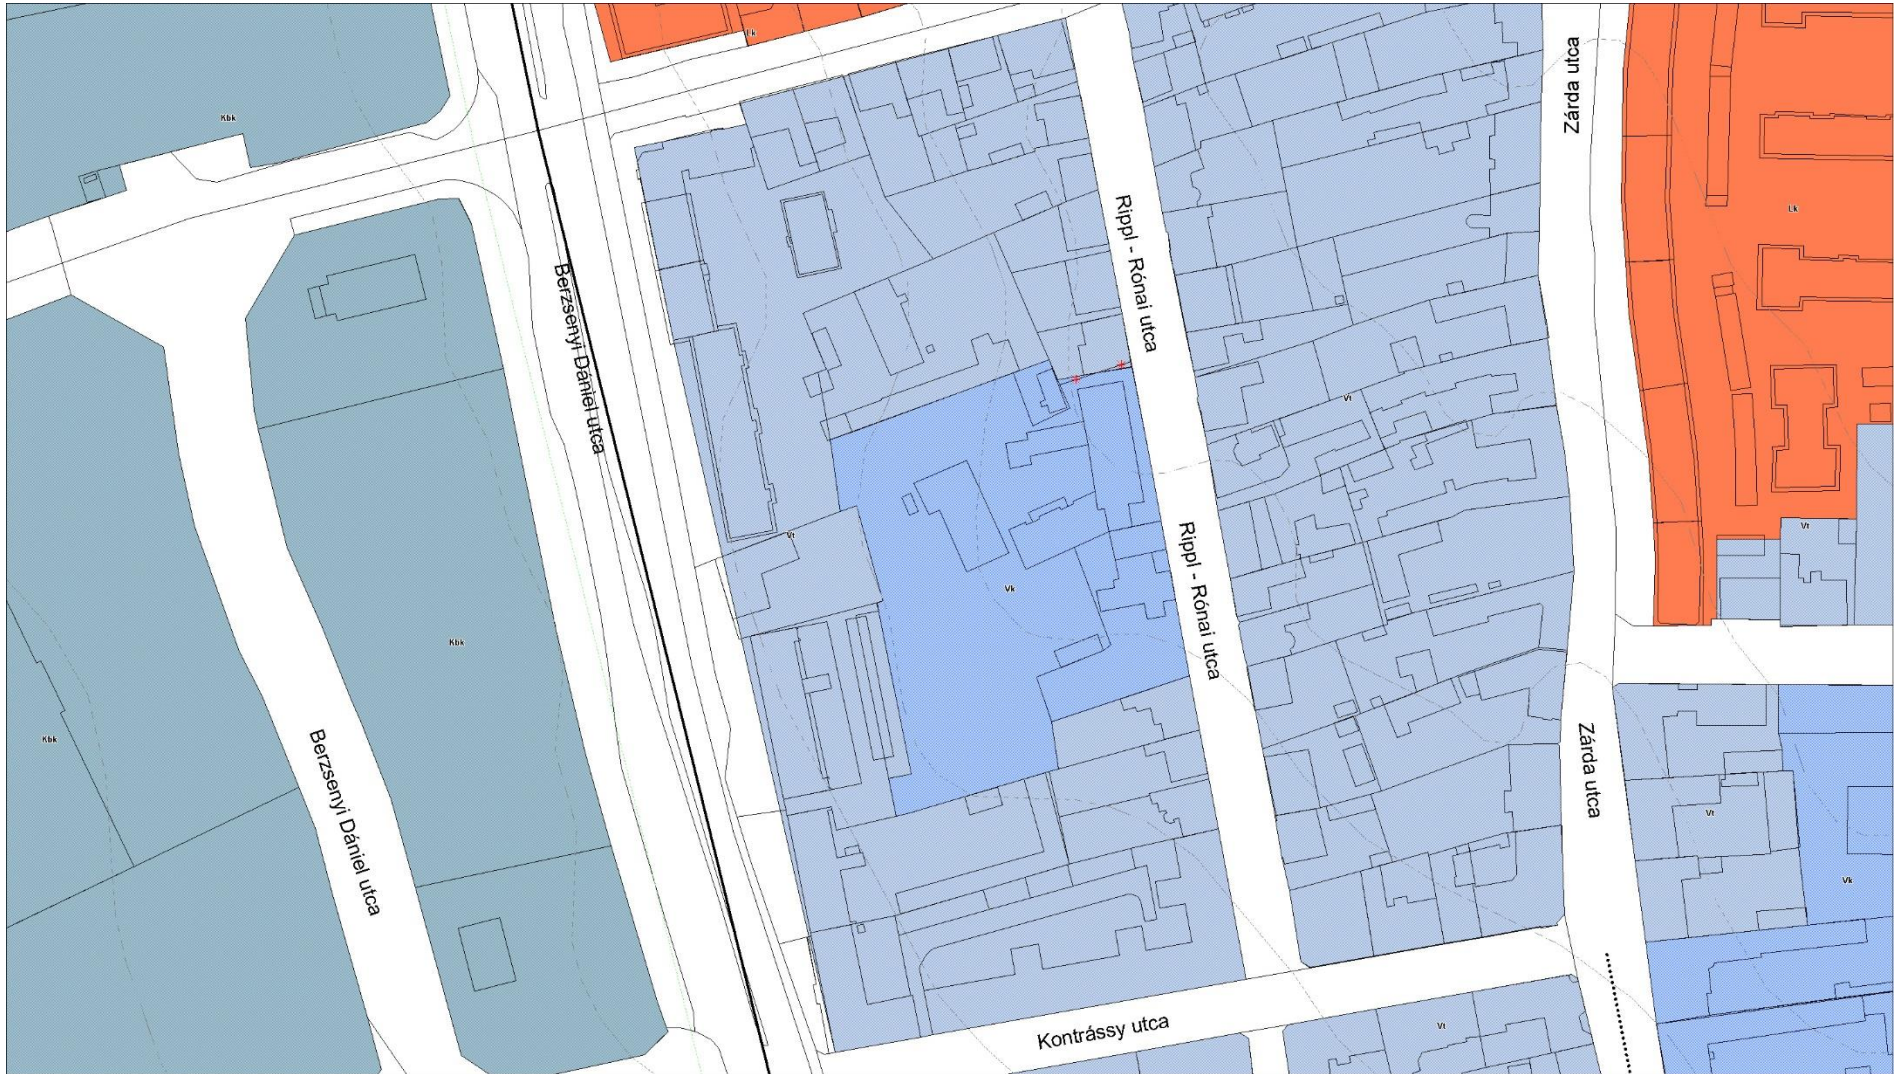 Lk
Zárda utca
Kbk
Lk
Rippl - Rónai utca
Berzsenyi Dániel utca
Vt
Vt
Vt
Vk
Rippl - Rónai utca
Kbk
Kbk
Zárda utca
Berzsenyi Dániel utca
Vt
Vk
Kontrássy utca
Vt